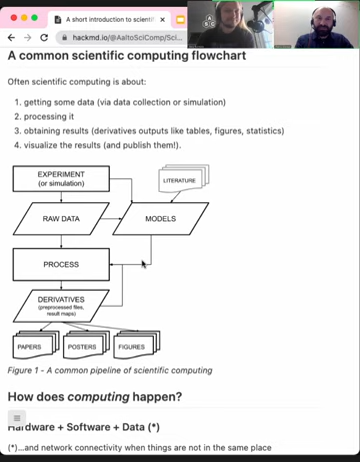 A short introduction to scientif
hackmd.io/@AaltoSciComp/Sci...
A common scientific computing flowchart
Often scientific computing is about:
1. getting some data (via data collection or simulation)
2. processing it
3. obtaining results (derivatives outputs like tables, figures, statistics)
4. visualize the results (and publish them!).
EXPERIMENT
(or simulation)
LITERATURE
RAW DATA
MODELS
PROCESS
DERIVATIVES
(preprocessed files,
result maps)
PAPERS
POSTERS
FIGURES
Figure 1 - A common pipeline of scientific computing
How does computing happen?
Hardware + Software + Data (*)
(*)...and network connectivity when things are not in the same place